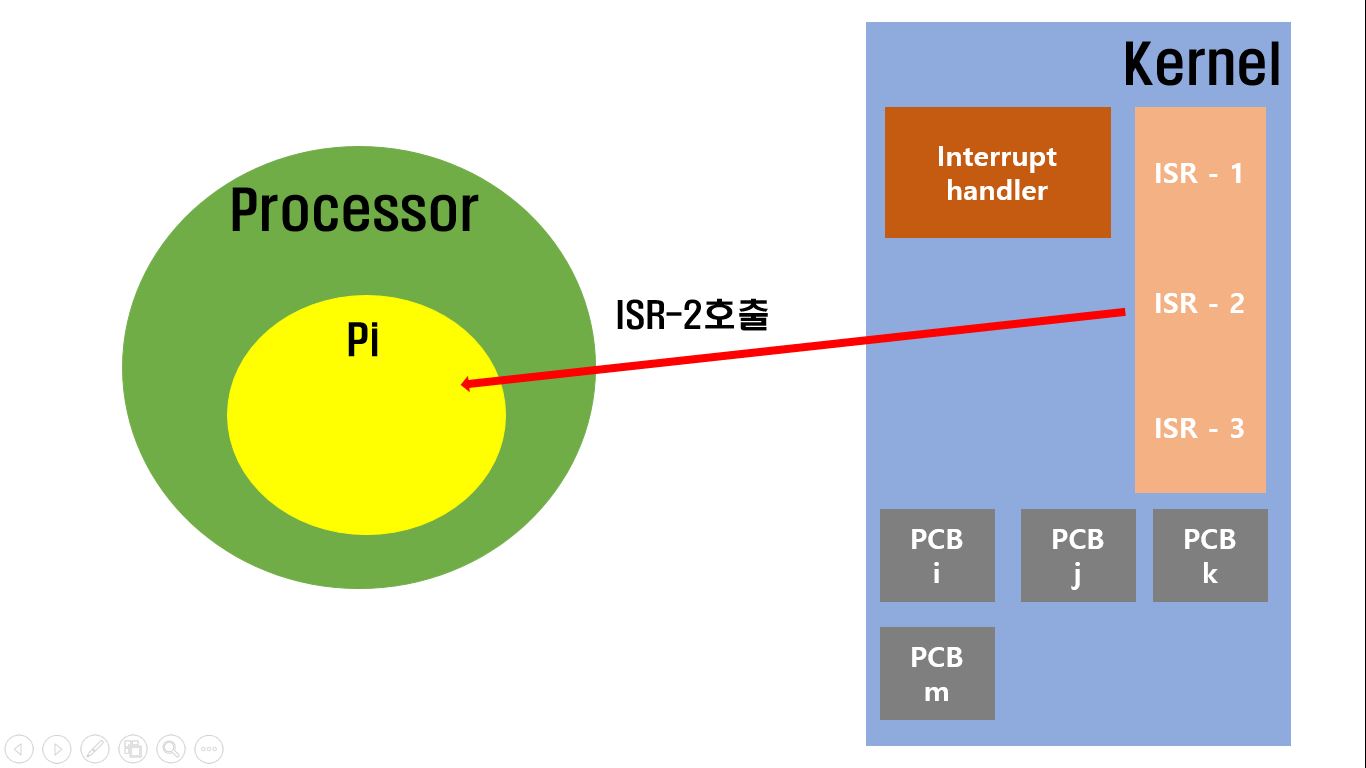 Kernel
Interrupt
handler
ISR - 1
Processor
ISR-2호출
ISR - 2
Pi
ISR - 3
PCB
i
PCB
j
PCB
k
PCB
m